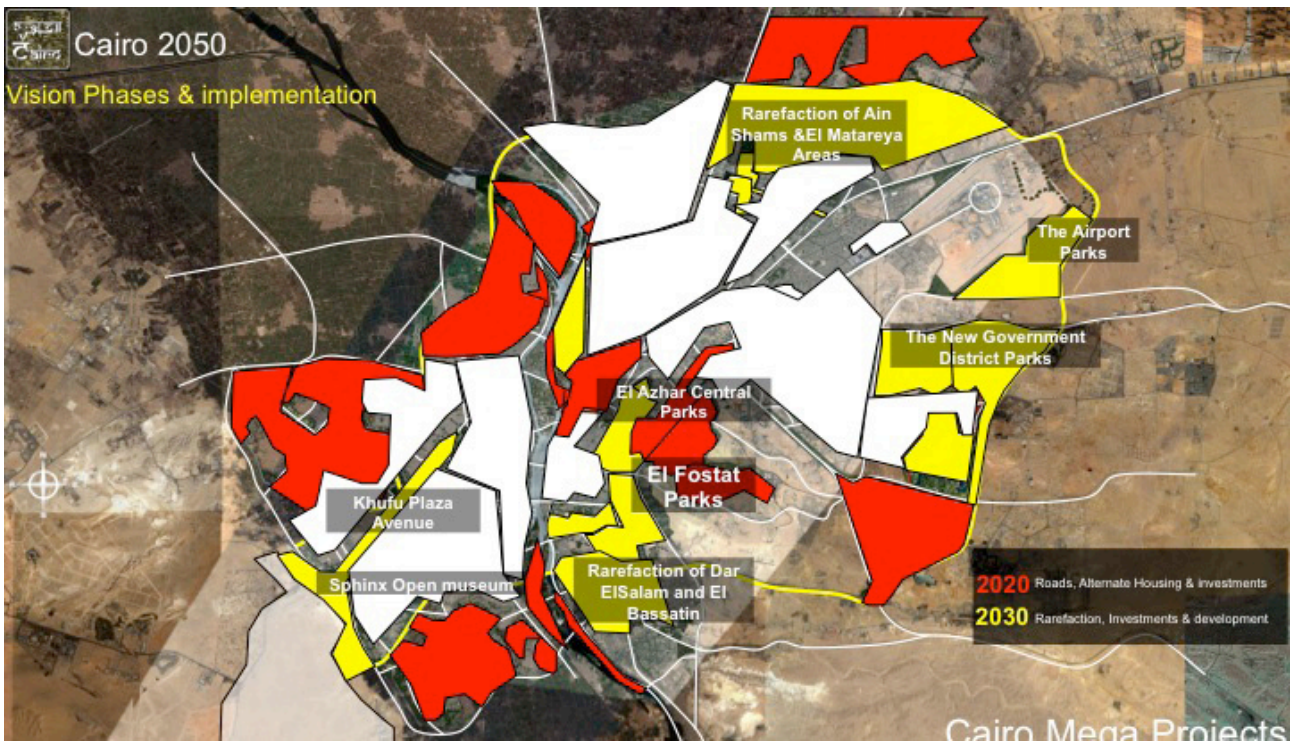 Cairo 2050
Vision Phases & implementation
Rarefaction of Ain
Shams &El Matareya
Areas
The Airport
Parks
The New Government
District Parks
El Azhar Central
Parks
El Fostat
Parks
Khufu Plaza
Avenue
Sphinx Open museum
Rarefaction of Dar
ElSalam and El
Bassatin
2020 Roads, Alternate Housing & investments
2030 Rarefaction, Investments & development
Cairo Mega Projects